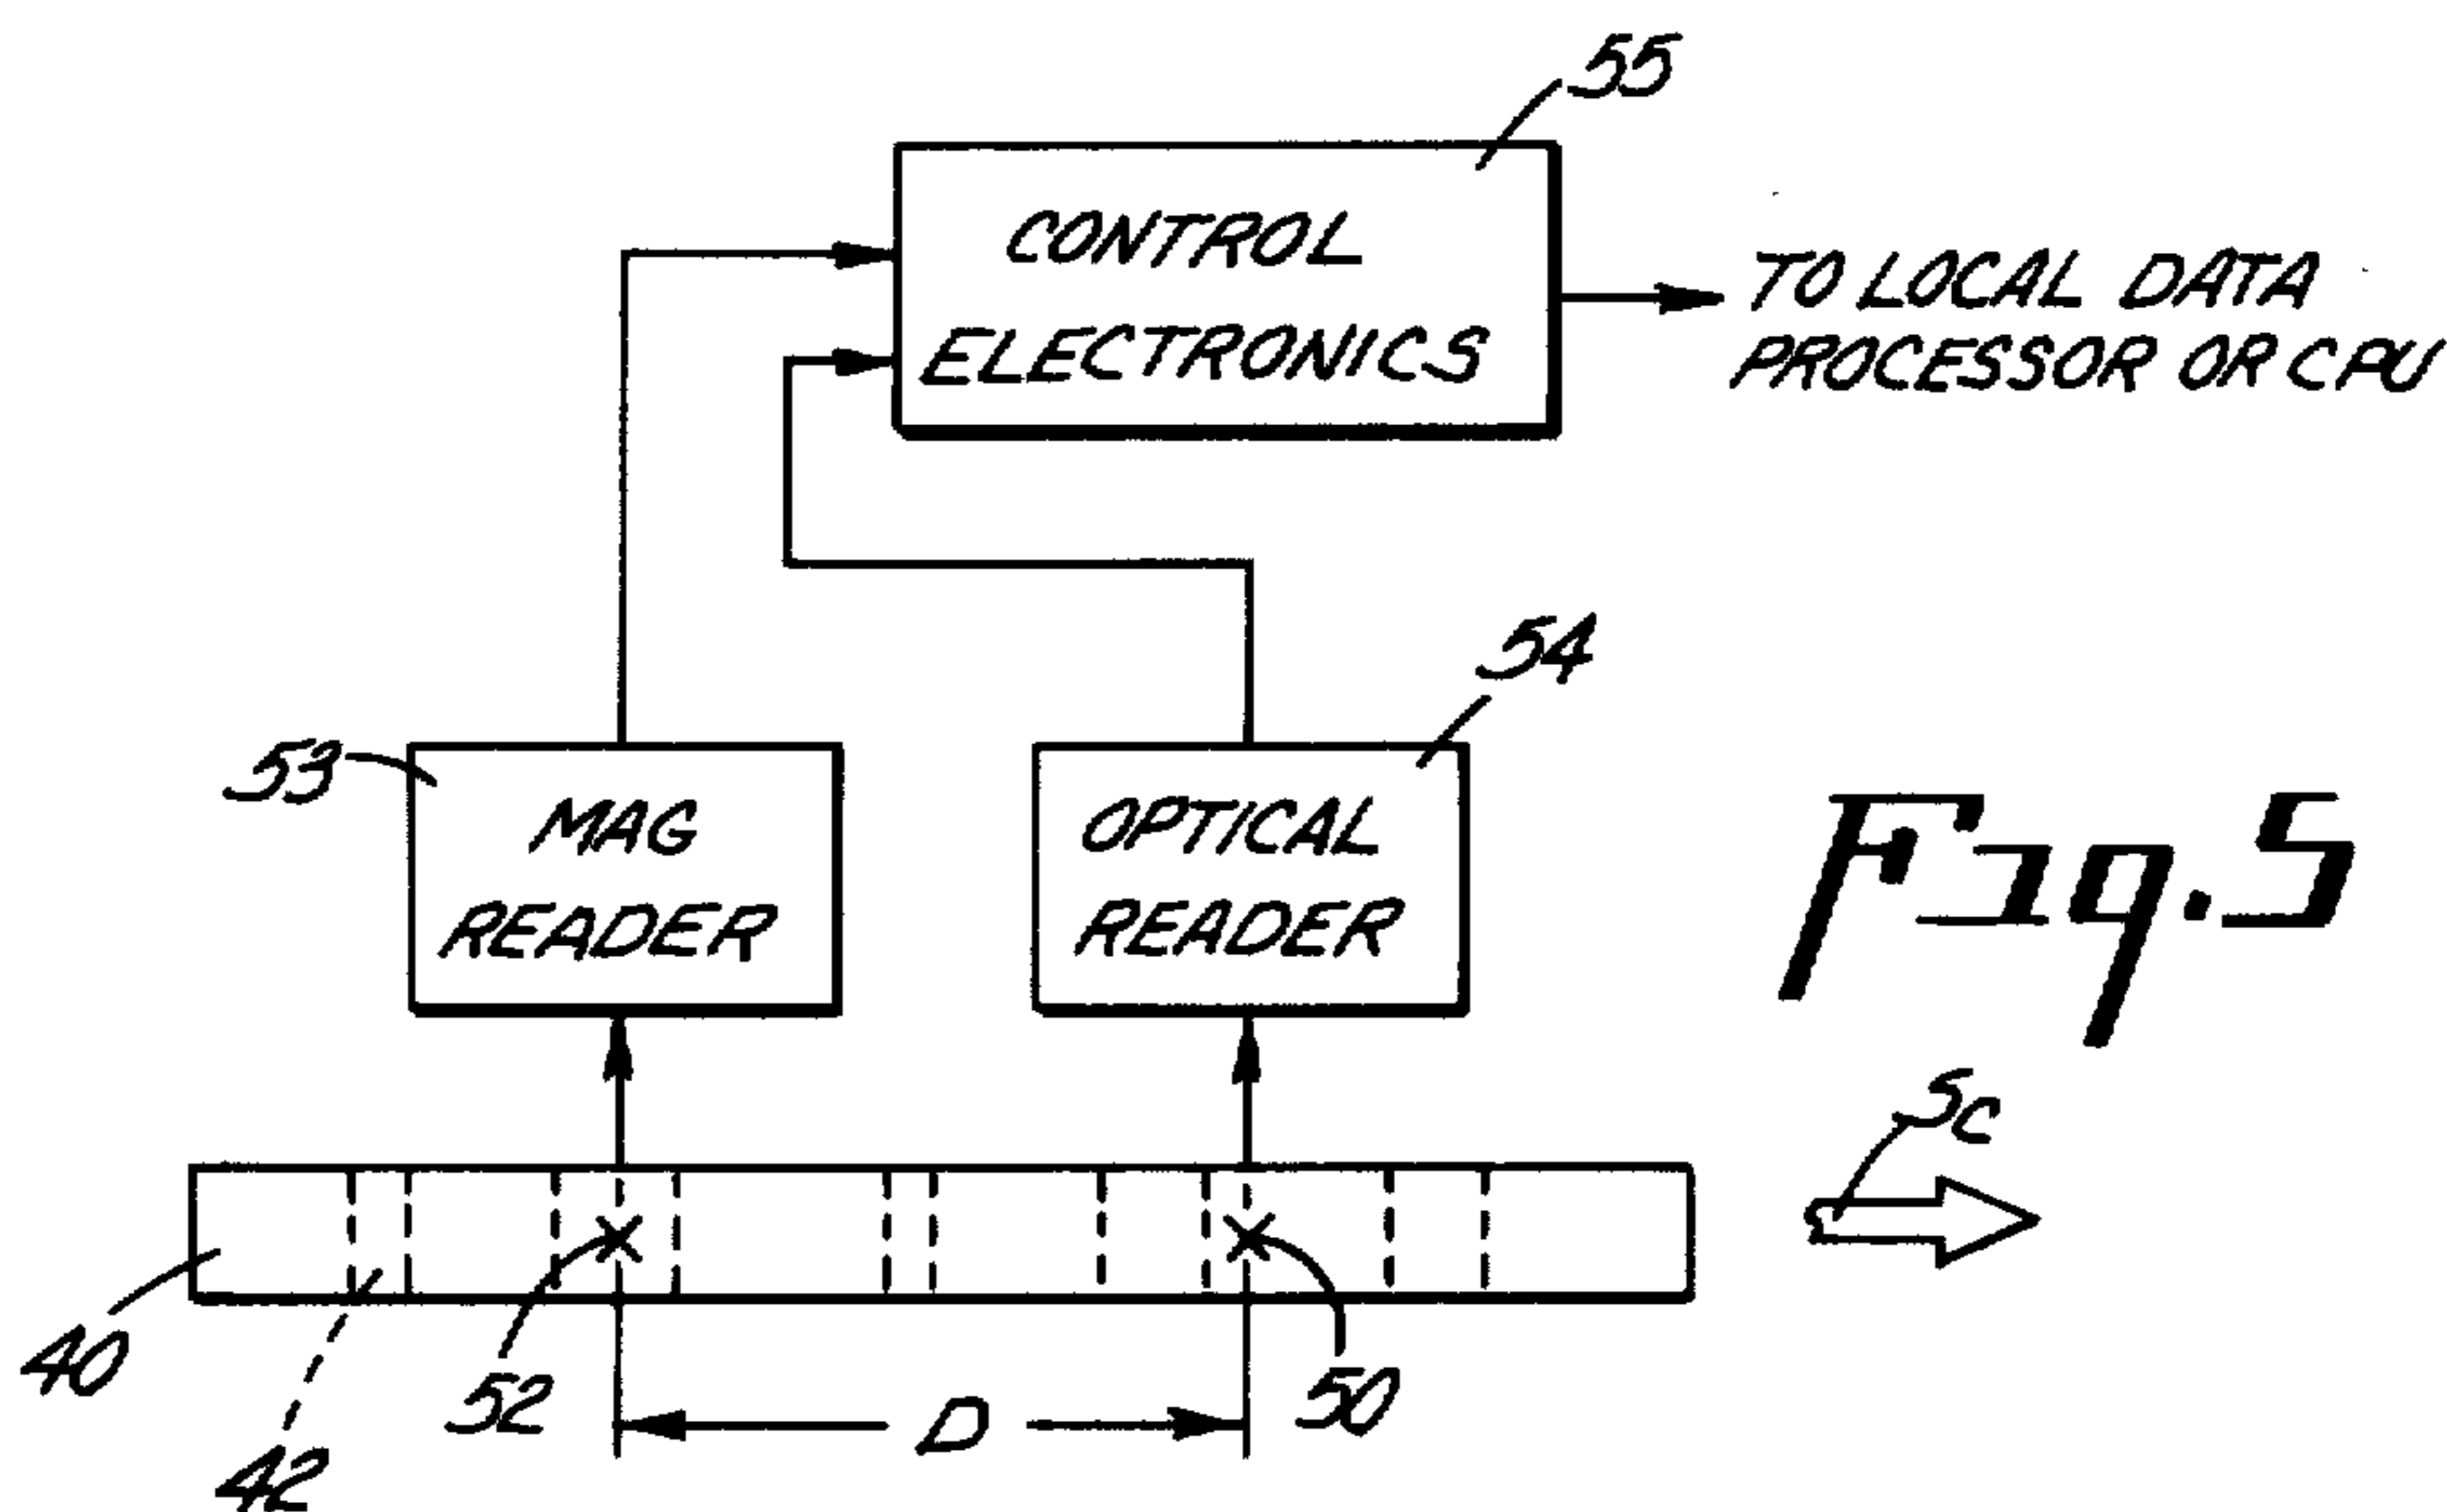 55
CONTROL
ELECTRONICS
TO LOCAL DATA
PROCESSOR OR CPU
54
53
MAG
READER
OPTICAL
READER
Fig. 5
Sc
40
52
D
50
42